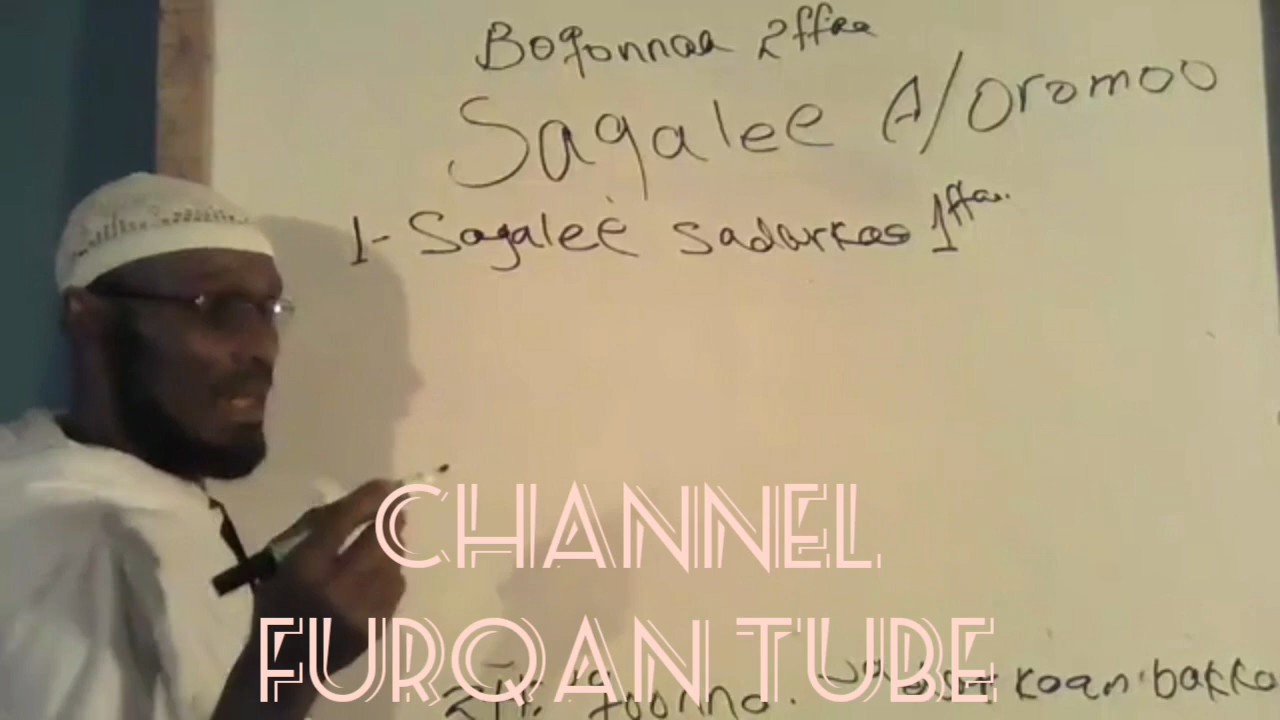 Boqonnaa 2ffaa
Sagalee A/Oromoo
1- Sagalee sadarkaa 1ffaa.
CHANNEL
FURQAN TUBE